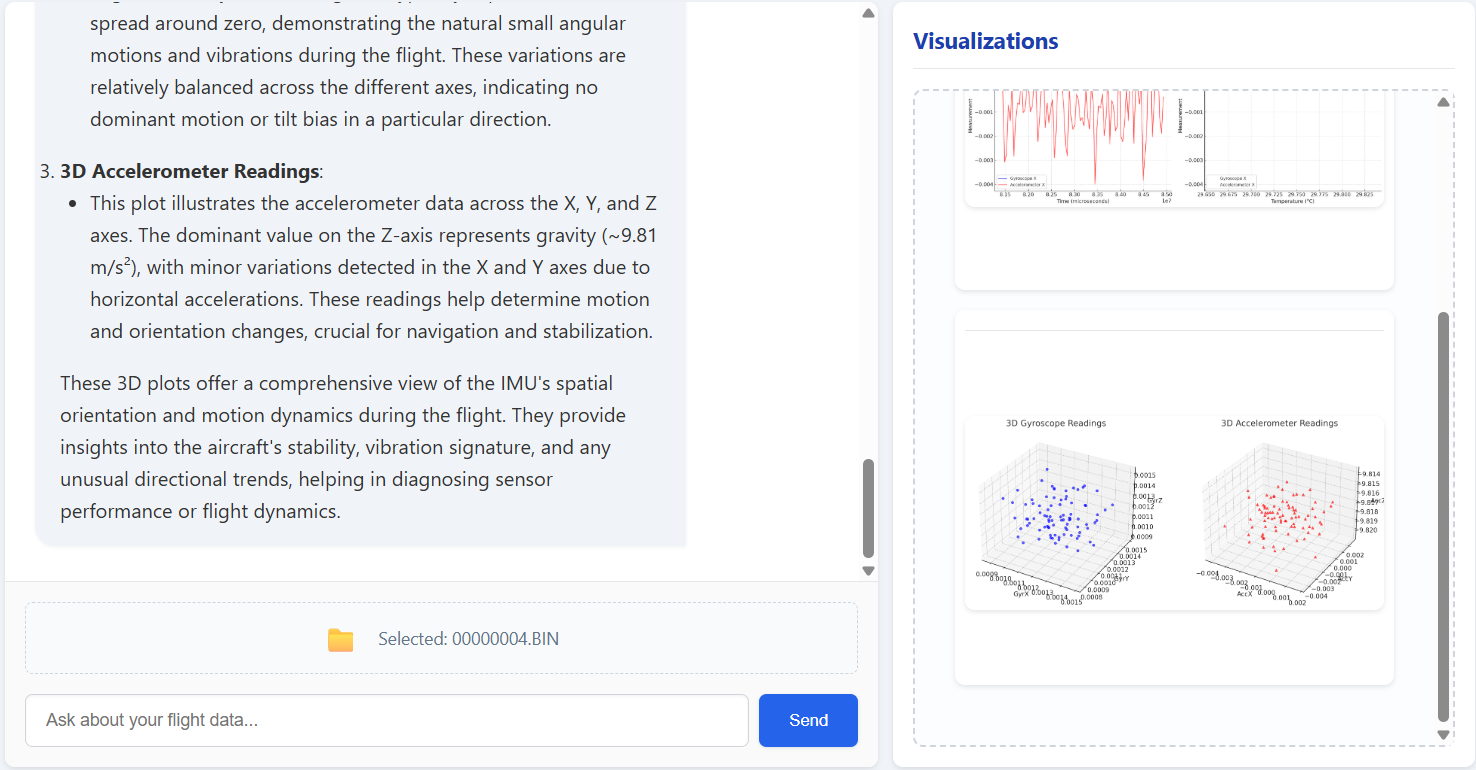 spread around zero, demonstrating the natural small angular
motions and vibrations during the flight. These variations are
relatively balanced across the different axes, indicating no
dominant motion or tilt bias in a particular direction.
3. 3D Accelerometer Readings:
• This plot illustrates the accelerometer data across the X, Y, and Z
axes. The dominant value on the Z-axis represents gravity (~9.81
m/s²), with minor variations detected in the X and Y axes due to
horizontal accelerations. These readings help determine motion
and orientation changes, crucial for navigation and stabilization.
These 3D plots offer a comprehensive view of the IMU's spatial
orientation and motion dynamics during the flight. They provide
insights into the aircraft's stability, vibration signature, and any
unusual directional trends, helping in diagnosing sensor
performance or flight dynamics.
Selected: 00000004.BIN
Ask about your flight data...
Send
Visualizations
Measurement
−0.001
−0.002
−0.003
−0.004
Gyroscope X
Accelerometer X
8.15 8.20 8.25 8.30 8.35 8.40 8.45 8.50
1e7
Time (microseconds)
Measurement
−0.001
−0.002
−0.003
−0.004
Gyroscope X
Accelerometer X
29.650 29.675 29.700 29.725 29.750 29.775 29.800 29.825
Temperature (°C)
3D Gyroscope Readings
0.0015
0.0014
0.0013
0.0012
0.0011
0.0010
0.0009
GyrZ
0.0015
0.0014
0.0013
0.0012
0.0011
0.0010
0.0009
0.0008
GyrY
0.0009
0.0010
0.0011
0.0012
0.0013
0.0014
0.0015
GyrX
3D Accelerometer Readings
−9.814
−9.815
−9.816
−9.817
−9.818
−9.819
−9.820
0.002
0.001
0.000
−0.001
−0.002
−0.003
−0.004
AccY
−0.004
−0.003
−0.002
−0.001
0.000
0.001
0.002
AccX